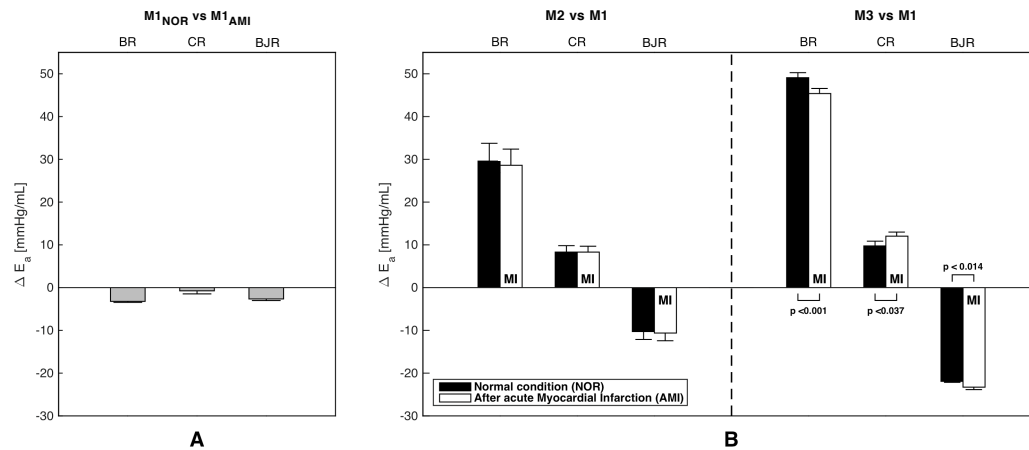 M1NOR vs M1AMI
BR CR BJR
50
40
30
20
10
0
-10
-20
-30
Δ Ea [mmHg/mL]
A
M2 vs M1
M3 vs M1
BR CR BJR
BR CR BJR
50
40
30
20
10
0
-10
-20
-30
Δ Ea [mmHg/mL]
MI MI MI
MI MI MI
p < 0.014
p <0.001 p <0.037
Normal condition (NOR)
After acute Myocardial Infarction (AMI)
B